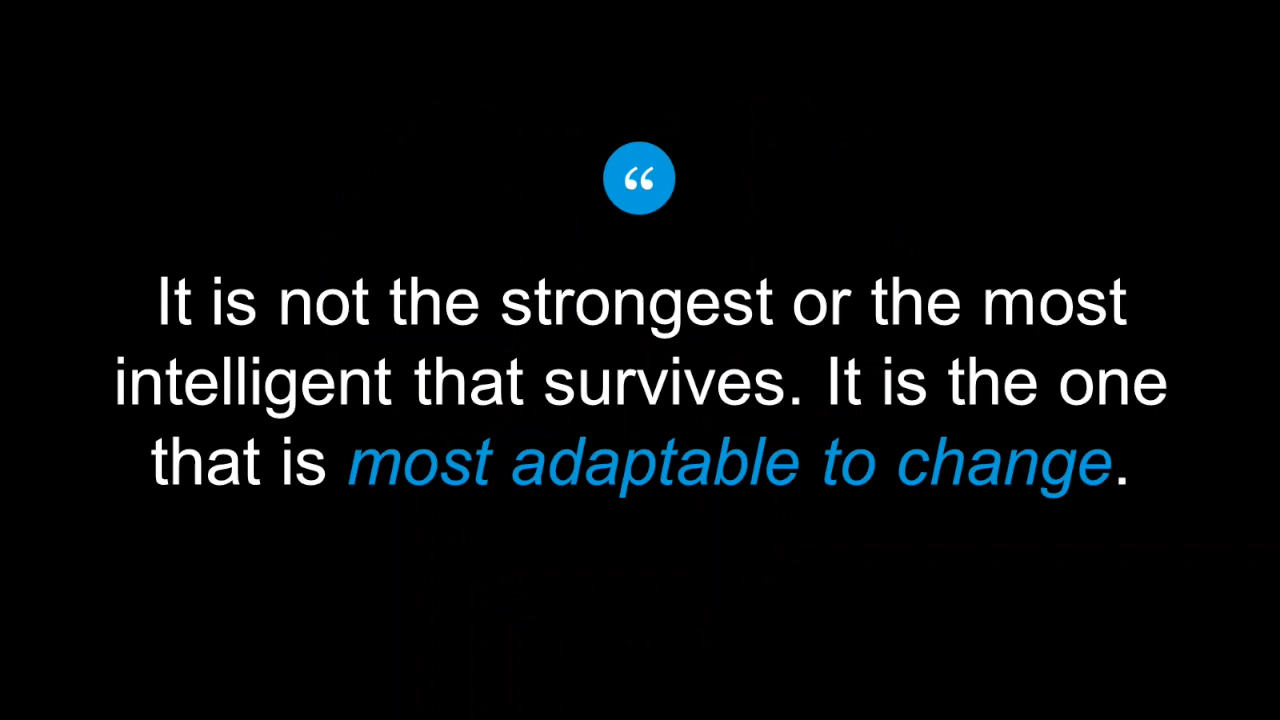 “
It is not the strongest or the most
intelligent that survives. It is the one
that is most adaptable to change.